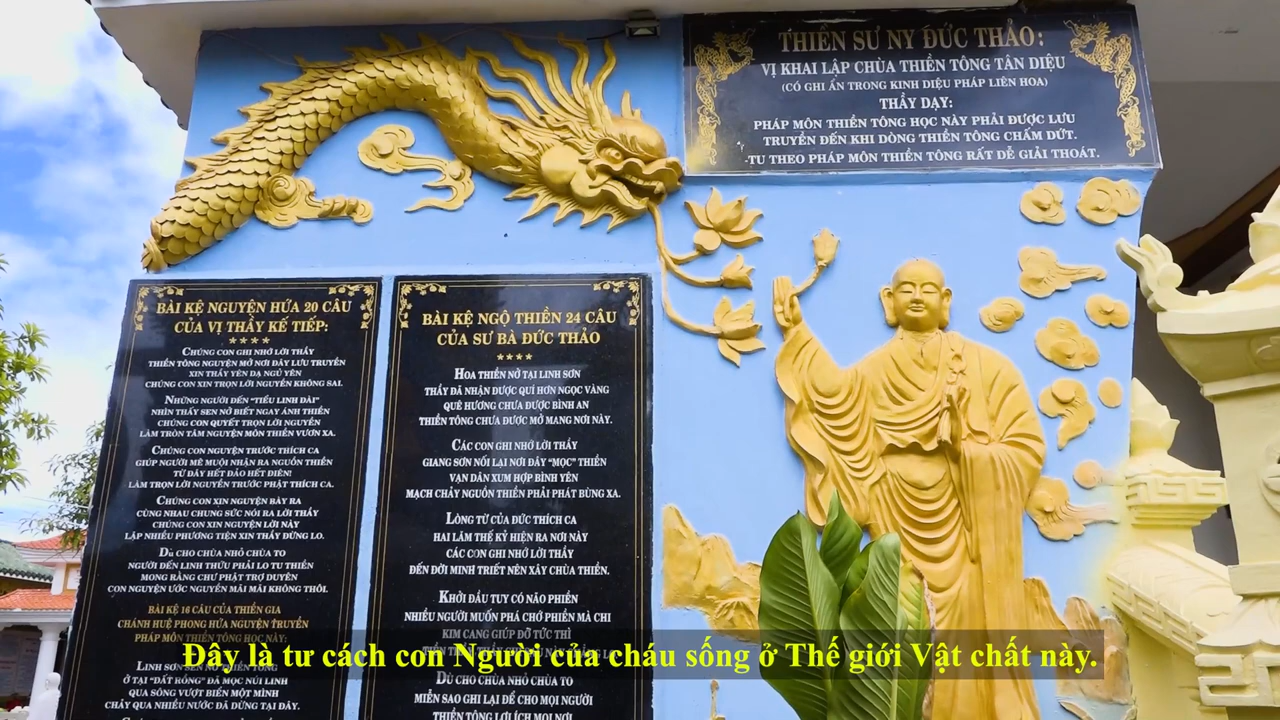 THIỀN SƯ NY ĐỨC THẢO:
VỊ KHAI LẬP CHÙA THIỀN TÔNG TÂN DIỆU
(CÓ GHI ẨN TRONG KINH DIỆU PHÁP LIÊN HOA)
THẦY DẠY:
PHÁP MÔN THIỀN TÔNG HỌC NÀY PHẢI ĐƯỢC LƯU
TRUYỀN ĐẾN KHI DÒNG THIỀN TÔNG CHẤM DỨT.
-TU THEO PHÁP MÔN THIỀN TÔNG RẤT DỄ GIẢI THOÁT.
BÀI KỆ NGUYỆN HỨA 20 CÂU
CỦA VỊ THẦY KẾ TIẾP:
****
CHÚNG CON GHI NHỚ LỜI THẦY
THIỀN TÔNG NGUYỆN MỞ NƠI ĐÂY LƯU TRUYỀN
XIN THẦY YÊN DẠ NGỦ YÊN
CHÚNG CON XIN TRỌN LỜI NGUYỀN KHÔNG SAI.
NHỮNG NGƯỜI ĐẾN "TIỂU LINH ĐÀI"
NHÌN THẤY SEN NỞ BIẾT NGAY ÁNH THIỀN
CHÚNG CON QUYẾT TRỌN LỜI NGUYỀN
LÀM TRÒN TÂM NGUYỆN MÔN THIỀN VƯƠN XA.
CHÚNG CON NGUYỆN TRƯỚC THÍCH CA
GIÚP NGƯỜI MÊ MUỘI NHẬN RA NGUỒN THIỀN
TỪ ĐÂY HẾT ĐẢO HẾT ĐIÊN!
LÀM TRỌN LỜI NGUYỀN TRƯỚC PHẬT THÍCH CA.
CHÚNG CON XIN NGUYỆN BÀY RA
CÙNG NHAU CHUNG SỨC NÓI RA LỜI THẦY
CHÚNG CON XIN NGUYỆN LỜI NÀY
LẬP NHIỀU PHƯƠNG TIỆN XIN THẦY ĐỪNG LO.
DÙ CHO CHÙA NHỎ CHÙA TO
NGƯỜI ĐẾN LINH THỨU PHẢI LO TU THIỀN
MONG RẰNG CHƯ PHẬT TRỢ DUYÊN
CON NGUYỆN ƯỚC NGUYỀN MÃI MÃI KHÔNG THÔI.
BÀI KỆ 16 CÂU CỦA THIỀN GIA
CHÁNH HUỆ PHONG HỨA NGUYỆN TRUYỀN
PHÁP MÔN THIỀN TÔNG HỌC NÀY:
LINH SƠN SEN NỞ THIỀN TÔNG
Ở TẠI "ĐẤT RỒNG" ĐÃ MỌC NÚI LINH
QUA SÔNG VƯỢT BIỂN MỘT MÌNH
CHẢY QUA NHIỀU NƯỚC ĐÃ DỪNG TẠI ĐÂY.
BÀI KỆ NGỘ THIỀN 24 CÂU
CỦA SƯ BÀ ĐỨC THẢO
****
HOA THIỀN NỞ TẠI LINH SƠN
THẦY ĐÃ NHẬN ĐƯỢC QUÍ HƠN NGỌC VÀNG
QUÊ HƯƠNG CHƯA ĐƯỢC BÌNH AN
THIỀN TÔNG CHƯA ĐƯỢC MỞ MANG NƠI NÀY.
CÁC CON GHI NHỚ LỜI THẦY
GIANG SƠN NỐI LẠI NƠI ĐÂY "MỌC" THIỀN
VẠN DÂN XUM HỢP BÌNH YÊN
MẠCH CHẢY NGUỒN THIỀN PHẢI PHÁT BÙNG XA.
LÒNG TỪ CỦA ĐỨC THÍCH CA
HAI LĂM THẾ KỶ HIỆN RA NƠI NÀY
CÁC CON GHI NHỚ LỜI THẦY
ĐẾN ĐỜI MINH TRIẾT NÊN XÂY CHÙA THIỀN.
KHỞI ĐẦU TUY CÓ NÃO PHIỀN
NHIỀU NGƯỜI MUỐN PHÁ CHỚ PHIỀN MÀ CHI
KIM CANG GIÚP ĐỠ TỨC THÌ
DÙ CHO CHÙA NHỎ CHÙA TO
MIỄN SAO GHI LẠI ĐỂ CHO MỌI NGƯỜI
THIỀN TÔNG LỢI ÍCH MỌI NƠI
Đây là tư cách con Người của cháu sống ở Thế giới Vật chất này.